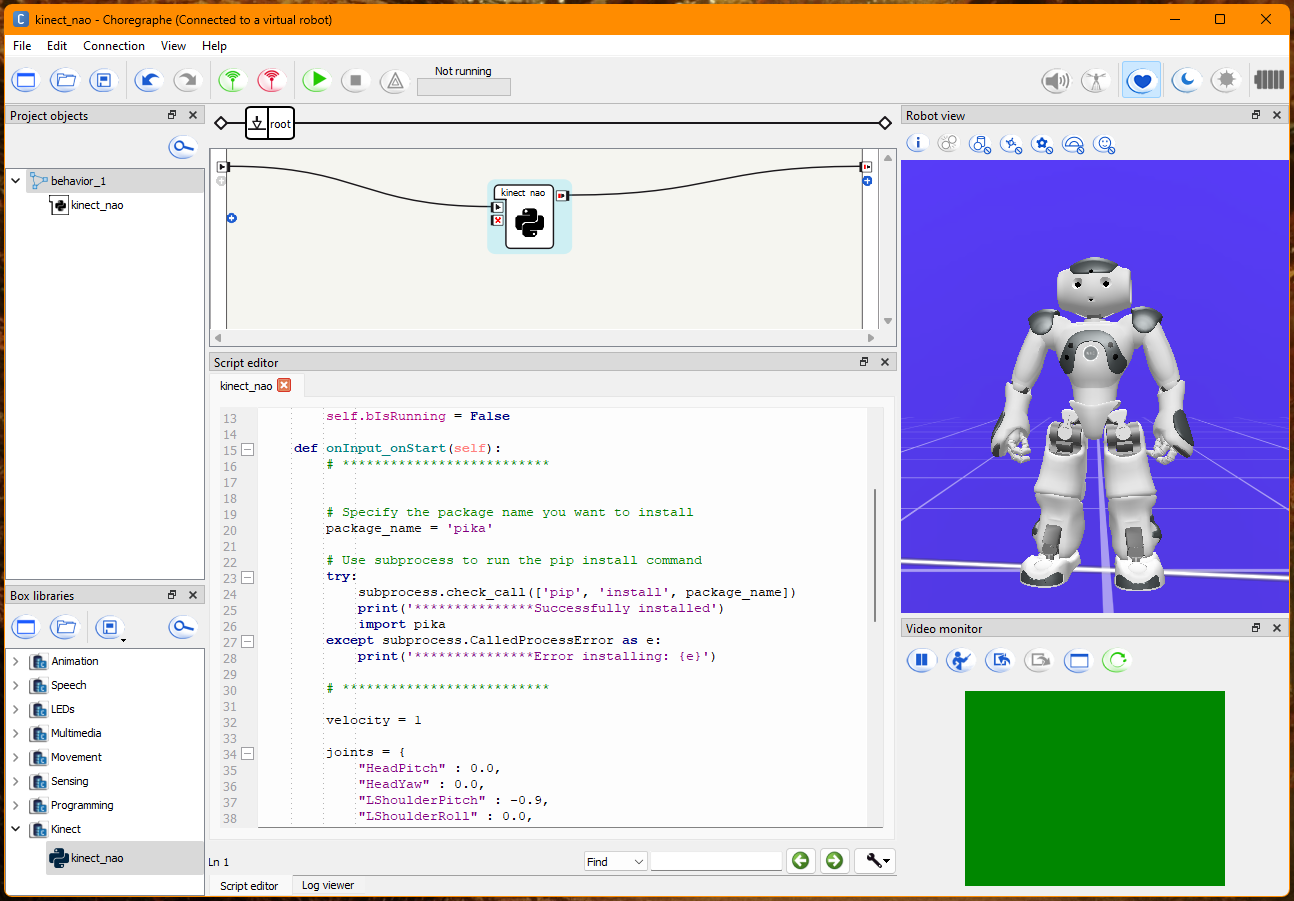 kinect_nao - Choregraphe (Connected to a virtual robot)
File Edit Connection View Help
Not running
Project objects
behavior_1
kinect_nao
Box libraries
Animation
Speech
LEDs
Multimedia
Movement
Sensing
Programming
Kinect
kinect_nao
root
kinect nao
Script editor
kinect_nao
13 self.bIsRunning = False
14
15 def onInput_onStart(self):
16 # **************************
17
18
19 # Specify the package name you want to install
20 package_name = 'pika'
21
22 # Use subprocess to run the pip install command
23 try:
24 subprocess.check_call(['pip', 'install', package_name])
25 print('***************Successfully installed')
26 import pika
27 except subprocess.CalledProcessError as e:
28 print('***************Error installing: {e}')
29
30 # **************************
31
32 velocity = 1
33
34 joints = {
35 "HeadPitch" : 0.0,
36 "HeadYaw" : 0.0,
37 "LShoulderPitch" : -0.9,
38 "LShoulderRoll" : 0.0,
Ln 1
Find
Script editor Log viewer
Robot view
Video monitor